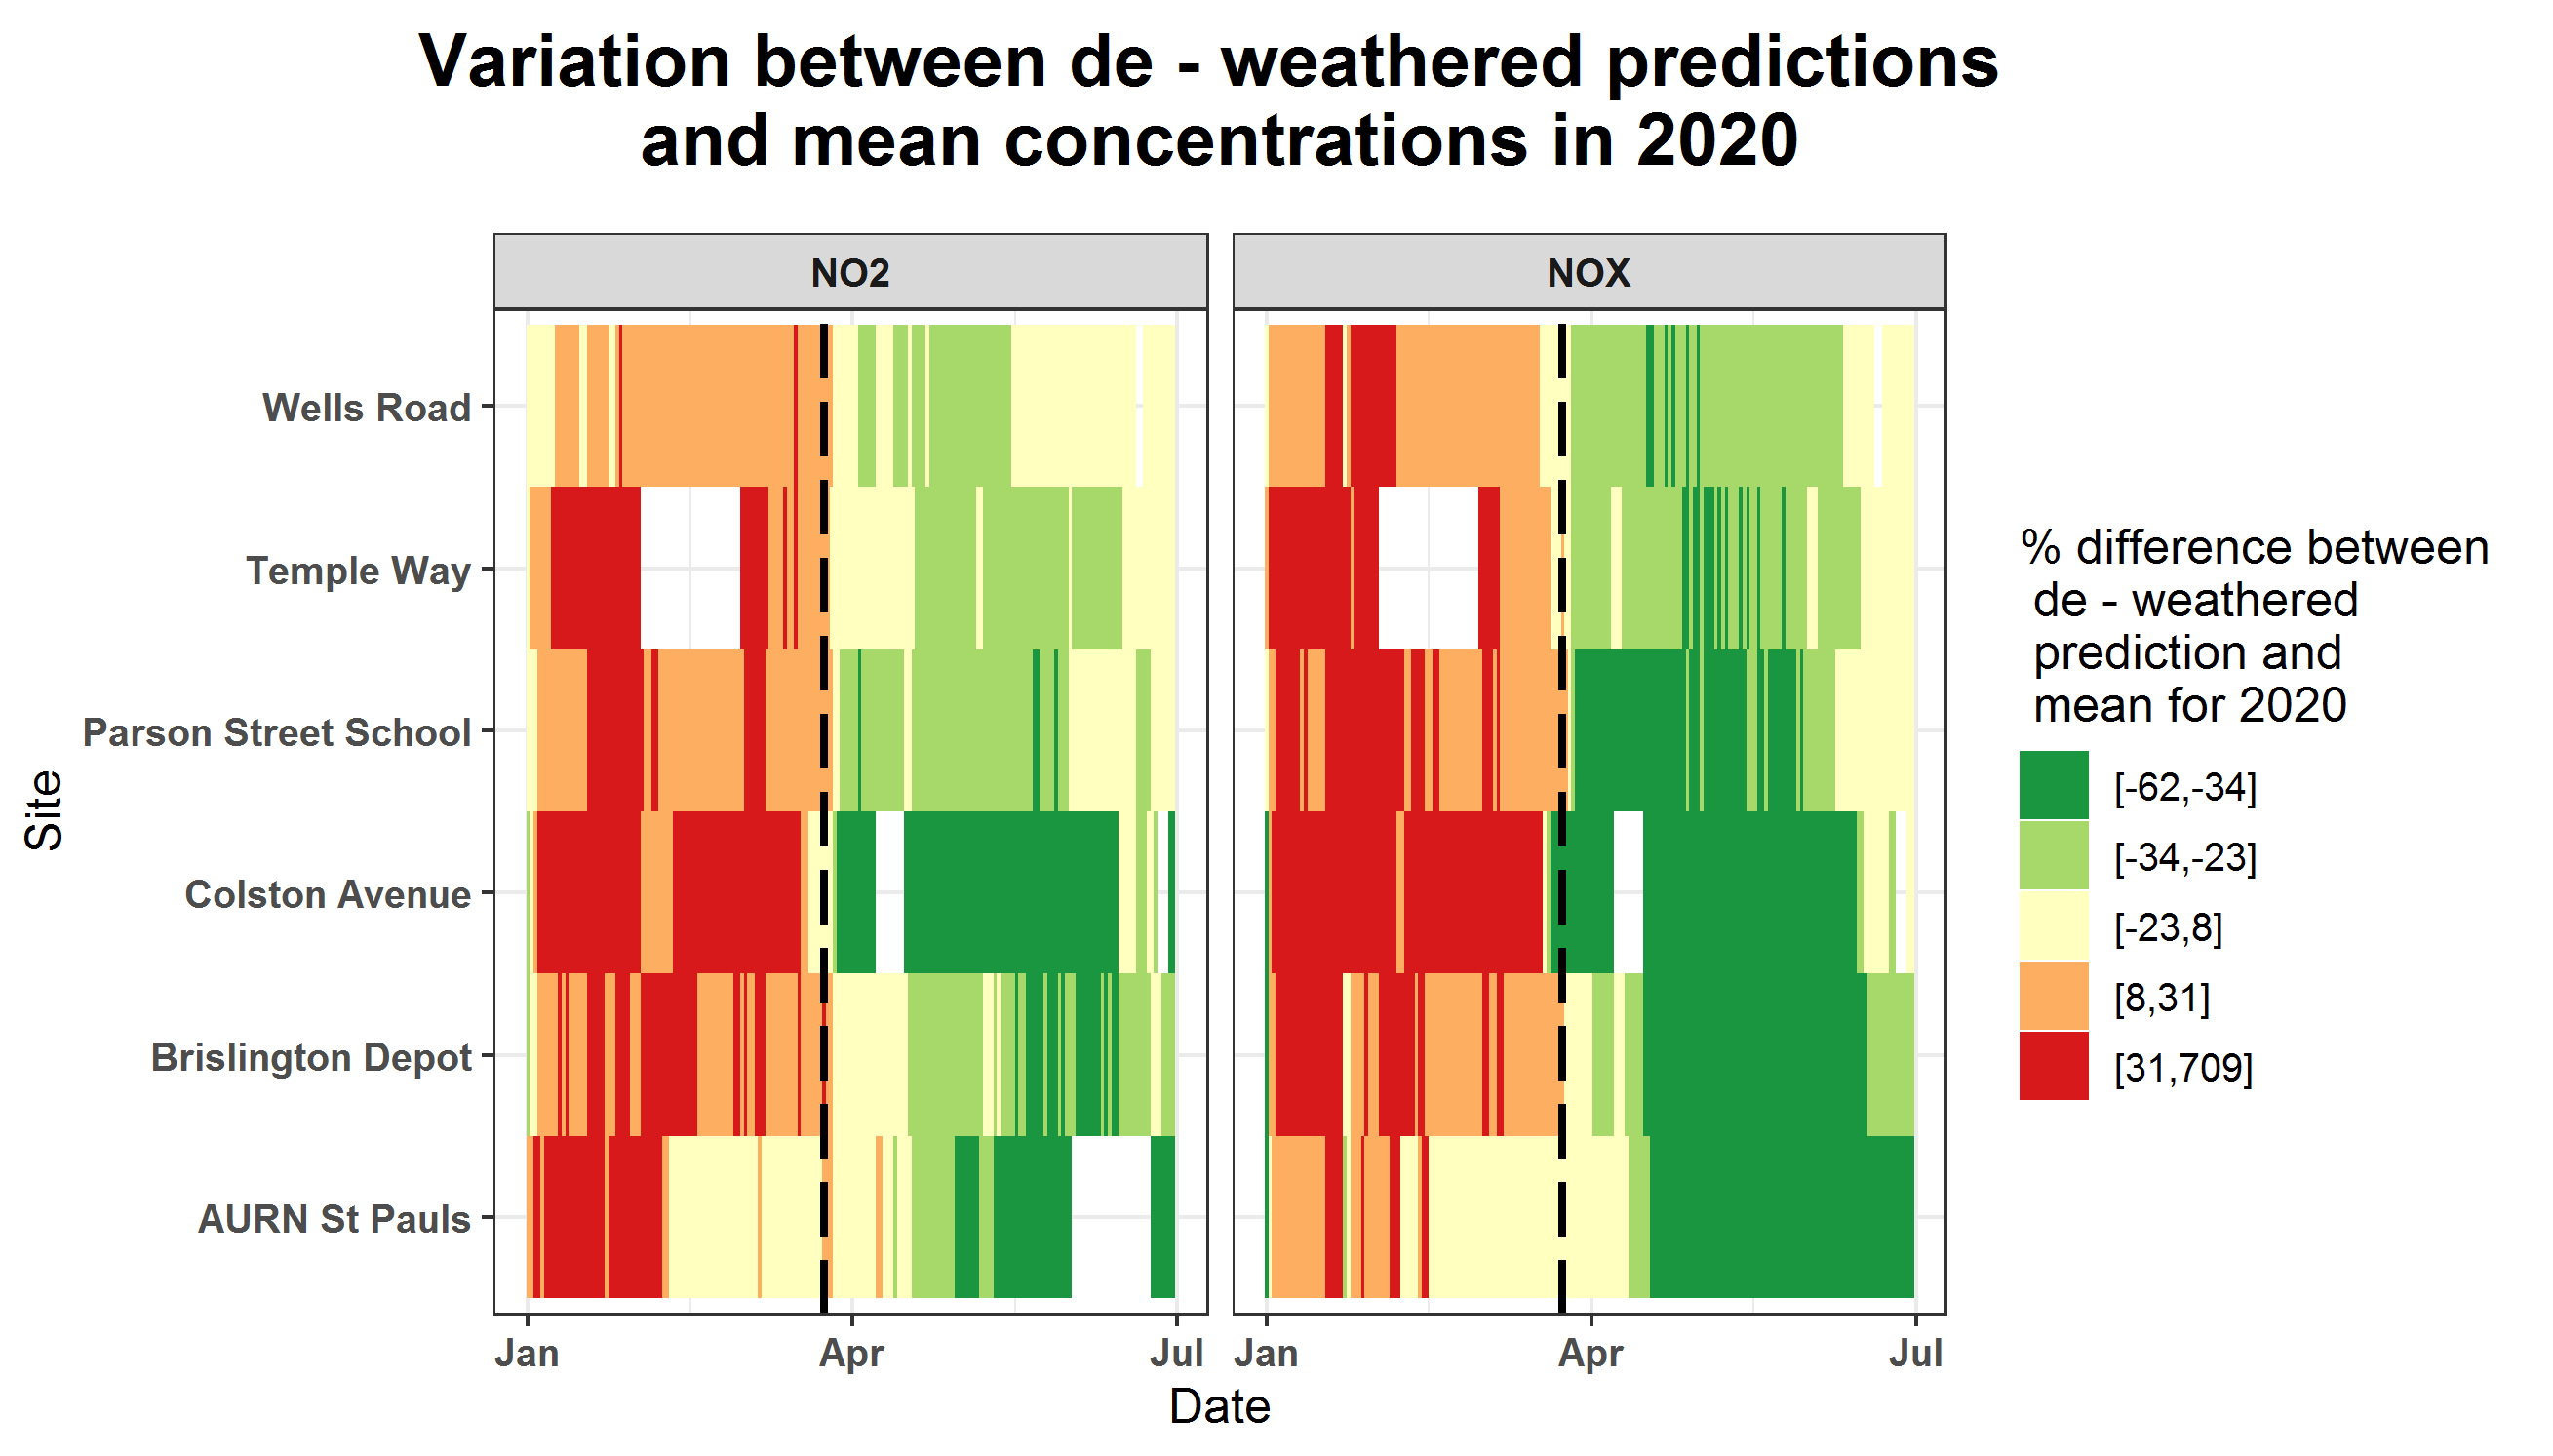 Variation between de - weathered predictions
and mean concentrations in 2020
NO2
NOX
Wells Road
Temple Way
Parson Street School
Colston Avenue
Brislington Depot
AURN St Pauls
Site
Jan
Apr
Jul
Jan
Apr
Jul
Date
% difference between
de - weathered
prediction and
mean for 2020
[-62,-34]
[-34,-23]
[-23,8]
[8,31]
[31,709]